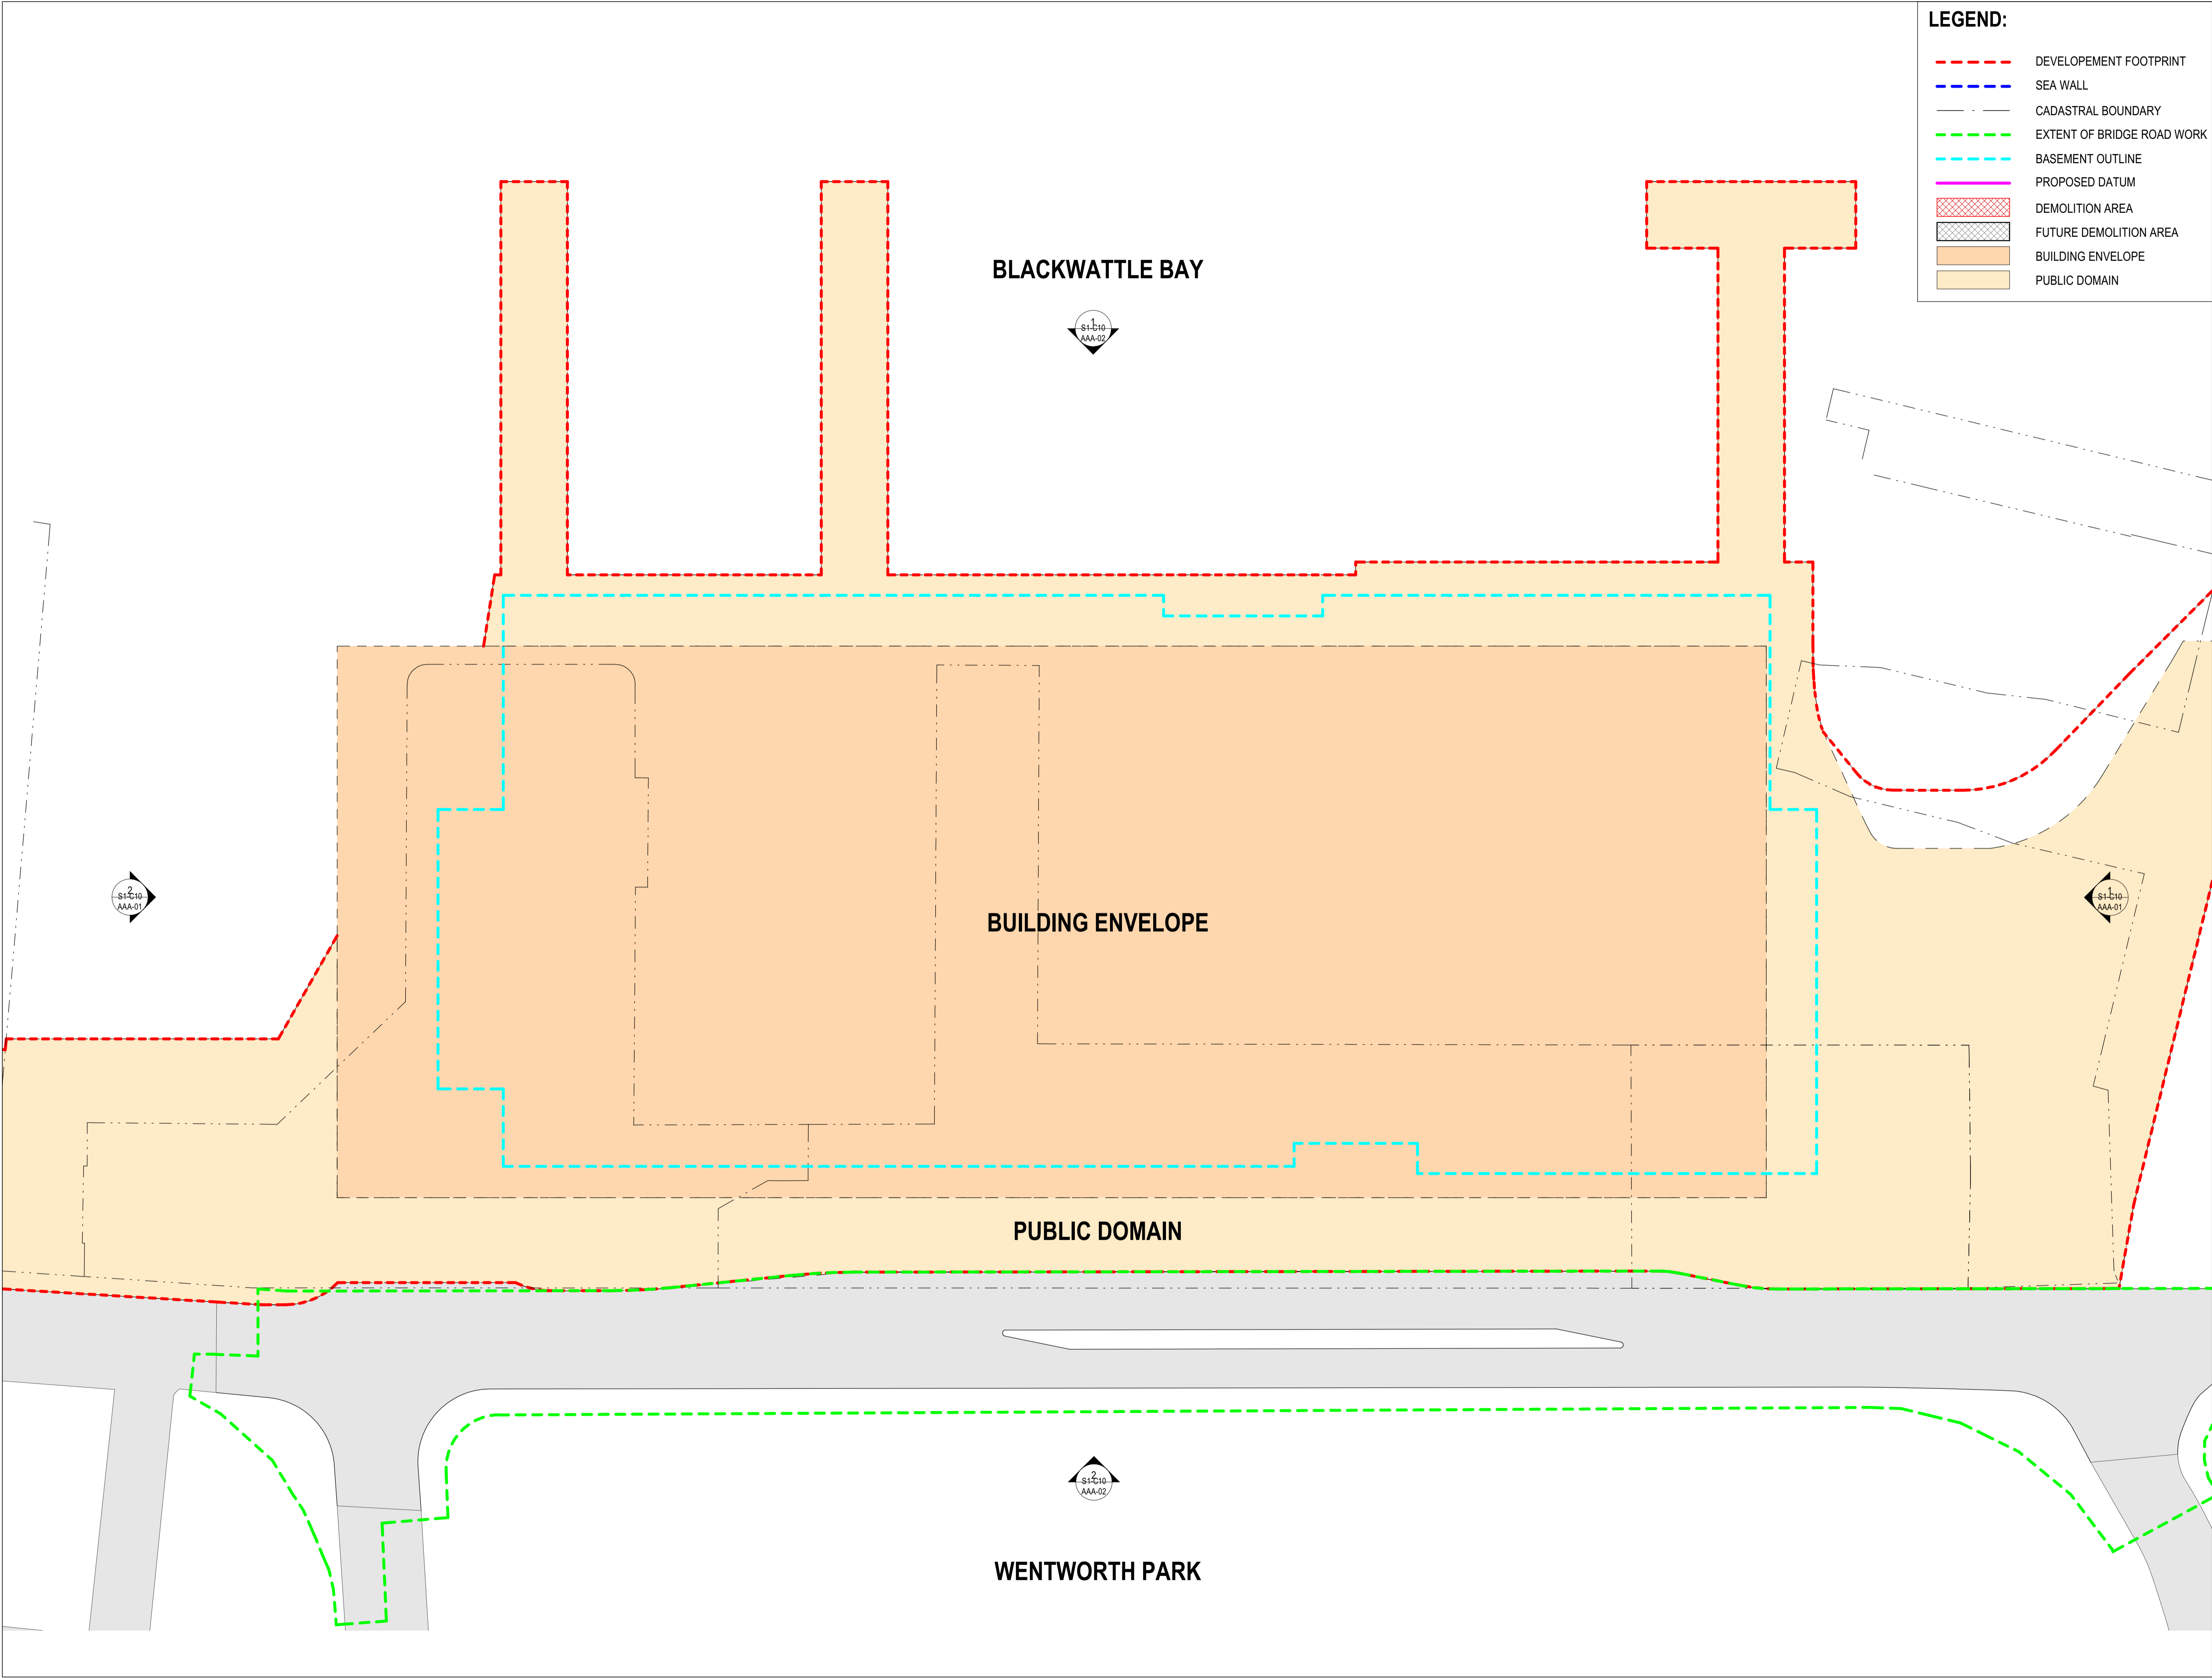 LEGEND:
DEVELOPEMENT FOOTPRINT
SEA WALL
CADASTRAL BOUNDARY
EXTENT OF BRIDGE ROAD WORK
BASEMENT OUTLINE
PROPOSED DATUM
DEMOLITION AREA
FUTURE DEMOLITION AREA
BUILDING ENVELOPE
PUBLIC DOMAIN
BLACKWATTLE BAY
1
S1-C10
AAA-02
2
S1-C10
AAA-01
BUILDING ENVELOPE
1
S1-C10
AAA-01
PUBLIC DOMAIN
2
S1-C10
AAA-02
WENTWORTH PARK